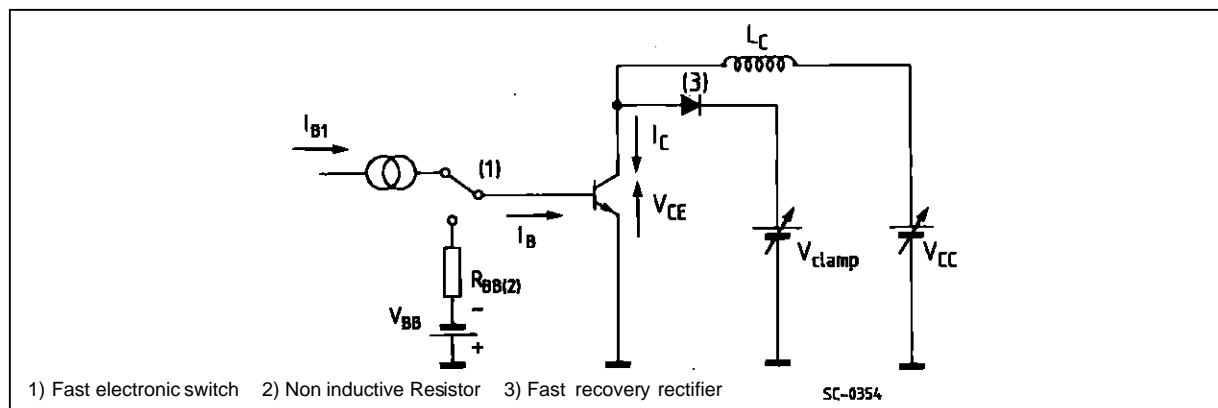 L_C
(3)
I_B1
(1)
I_C
V_CE
I_B
R_BB(2)
V_BB
-
+
V_clamp
V_CC
1) Fast electronic switch 2) Non inductive Resistor 3) Fast recovery rectifier
SC-0354